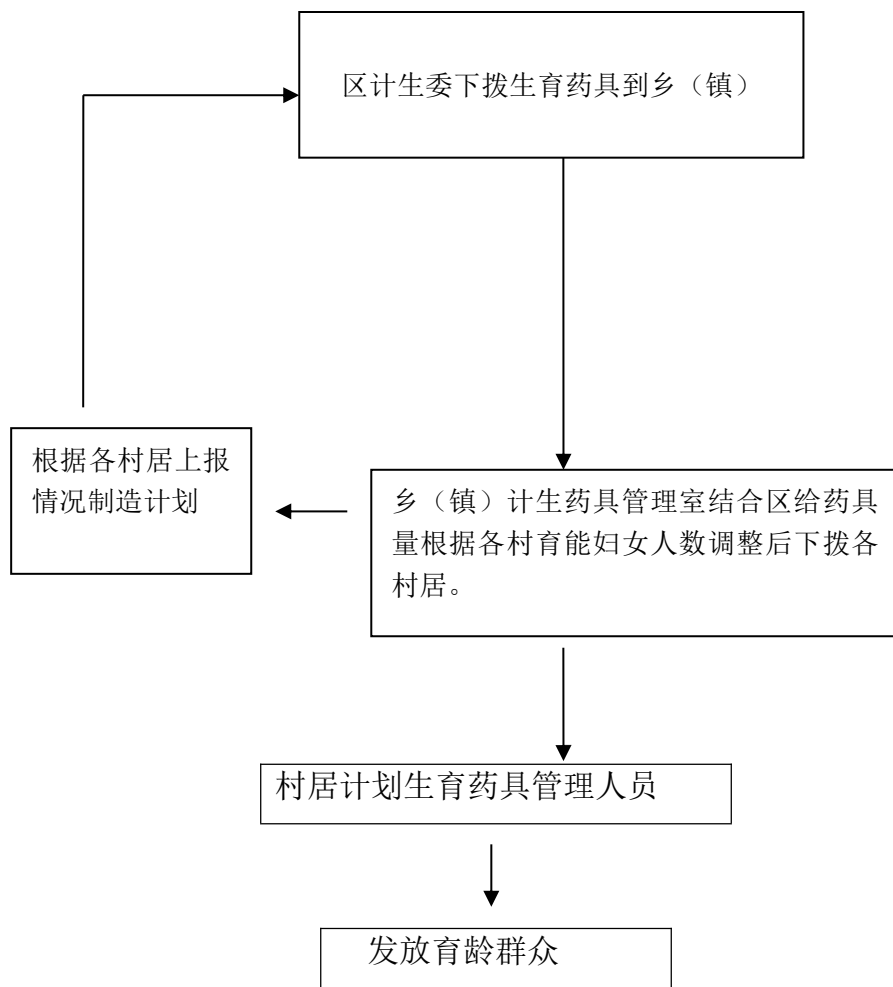 区计生委下拨生育药具到乡（镇）
根据各村居上报
情况制造计划
乡（镇）计生药具管理室结合区给药具
量根据各村育能妇女人数调整后下拨各
村居。
村居计划生育药具管理人员
发放育龄群众